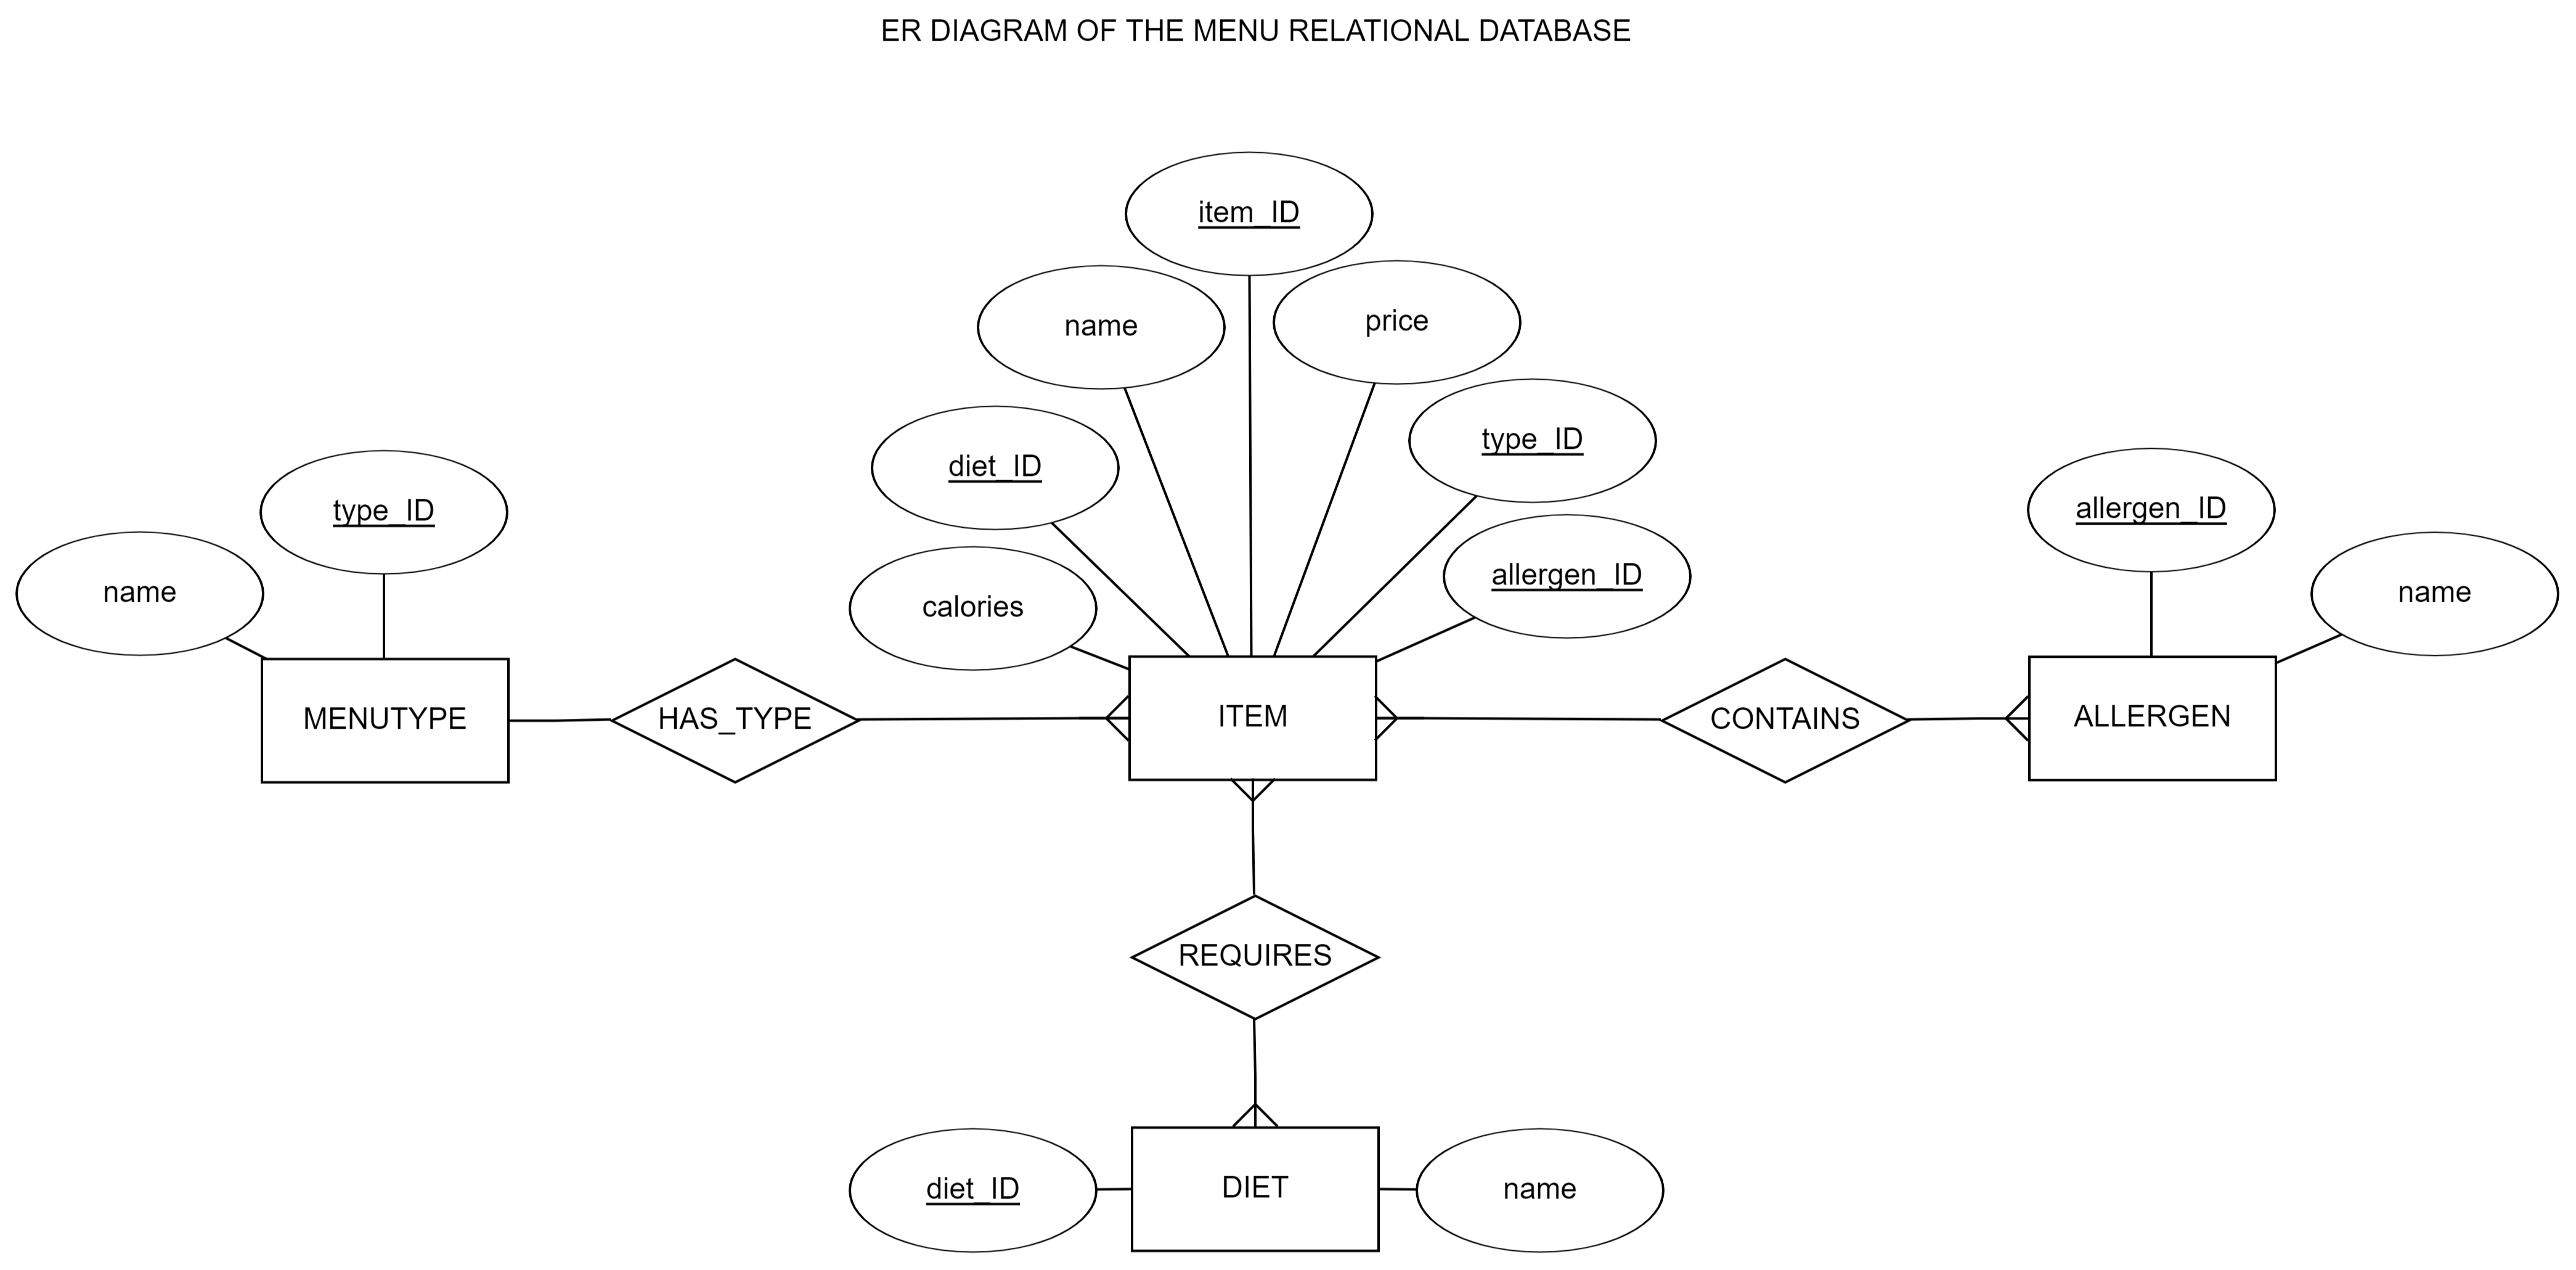 ER DIAGRAM OF THE MENU RELATIONAL DATABASE
item_ID
name
price
diet_ID
type_ID
calories
allergen_ID
name
type_ID
allergen_ID
name
MENUTYPE
HAS_TYPE
ITEM
CONTAINS
ALLERGEN
REQUIRES
diet_ID
DIET
name